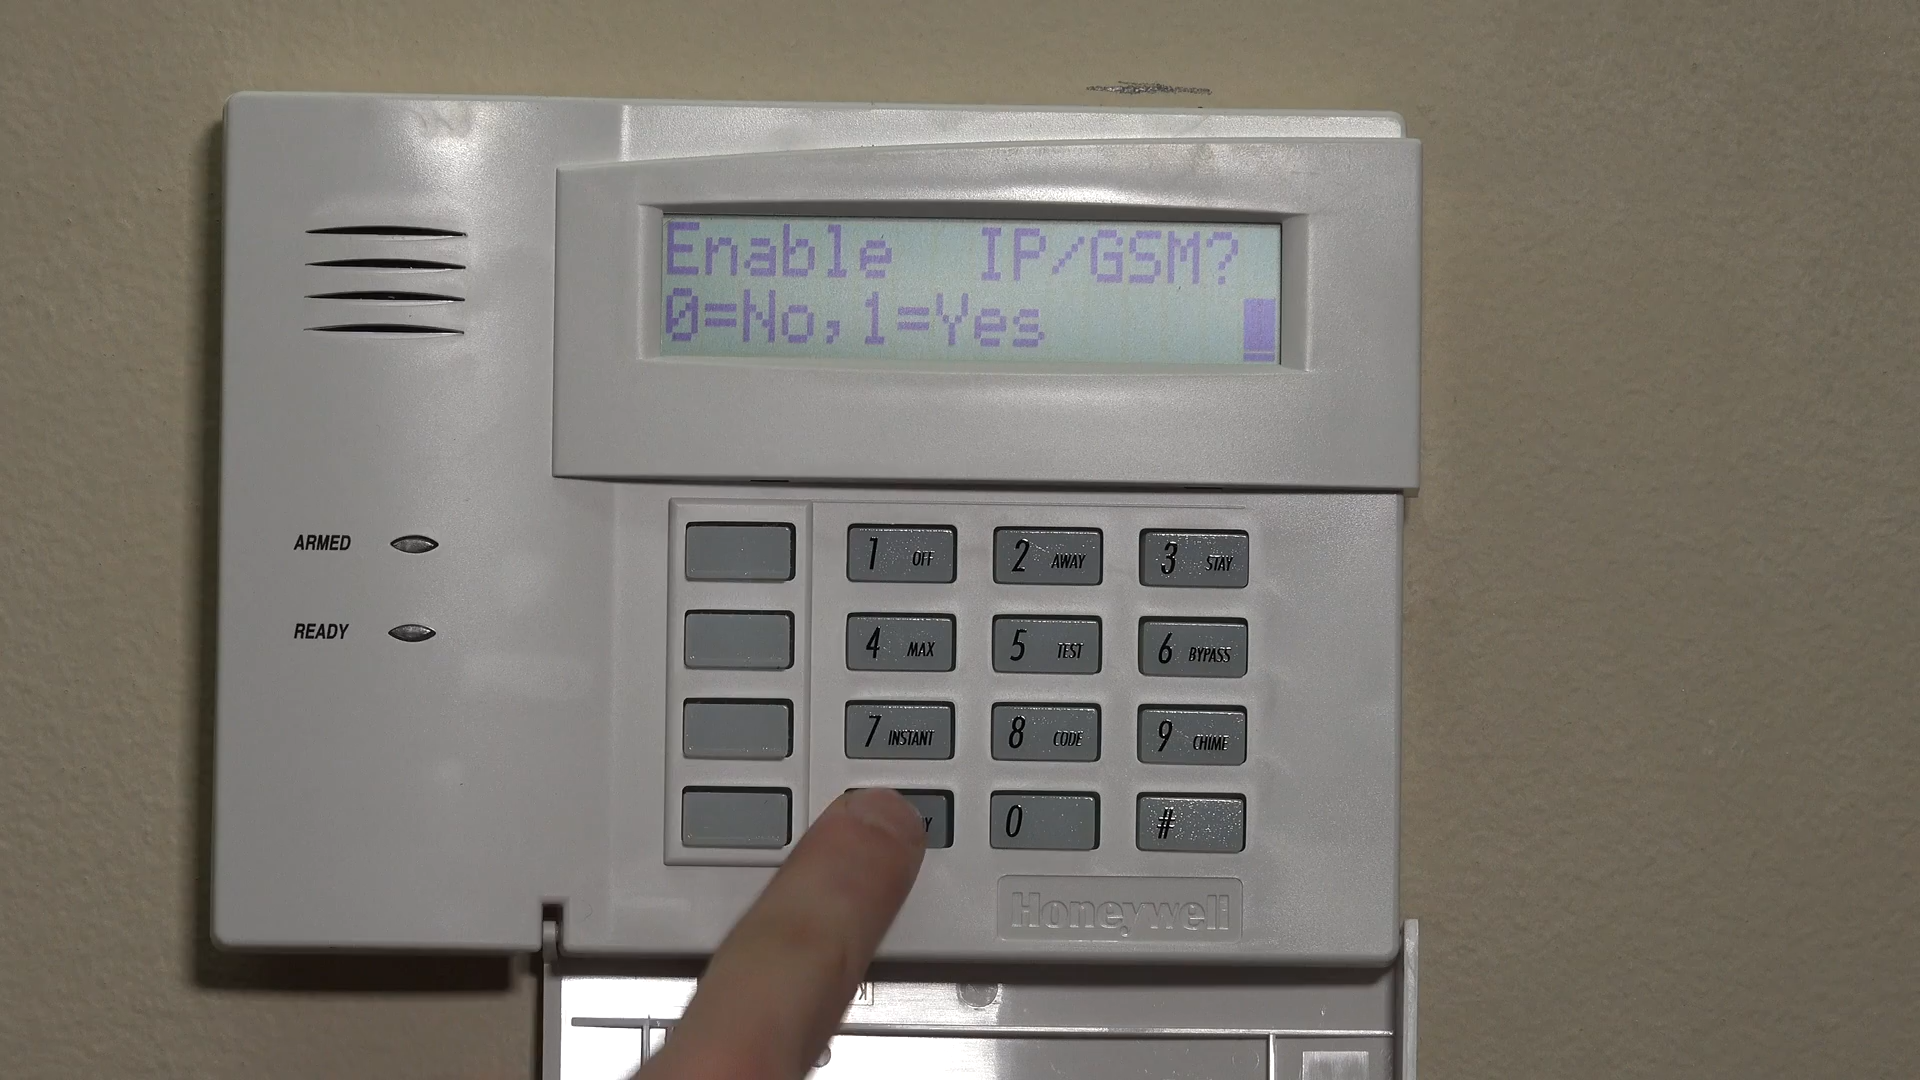 Enable IP/GSM?
0=No,1=Yes
ARMED
READY
1 OFF
2 AWAY
3 STAY
4 MAX
5 TEST
6 BYPASS
7 INSTANT
8 CODE
9 CHIME
0
#
Honeywell